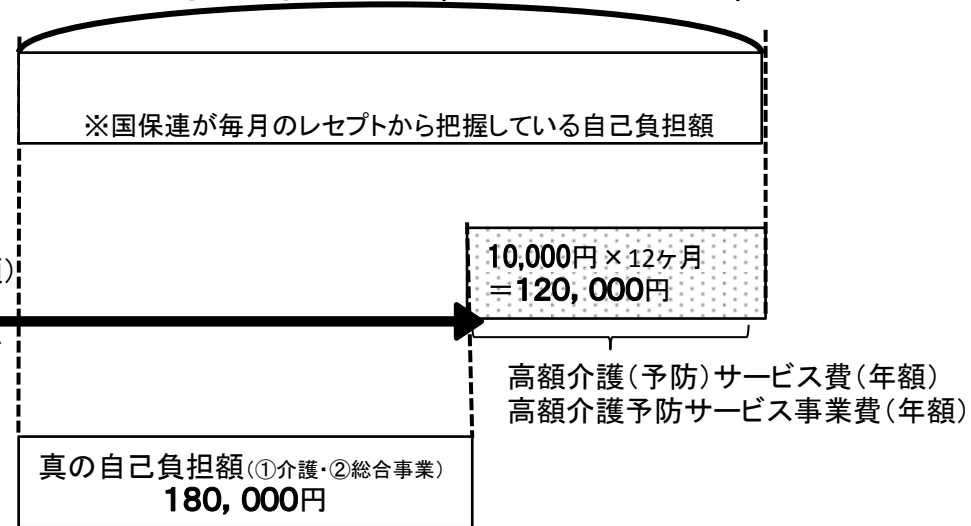 ※国保連が毎月のレセプトから把握している自己負担額
10,000円×12ヶ月
=120,000円
高額介護(予防)サービス費(年額)
高額介護予防サービス事業費(年額)
真の自己負担額(①介護・②総合事業)
180,000円